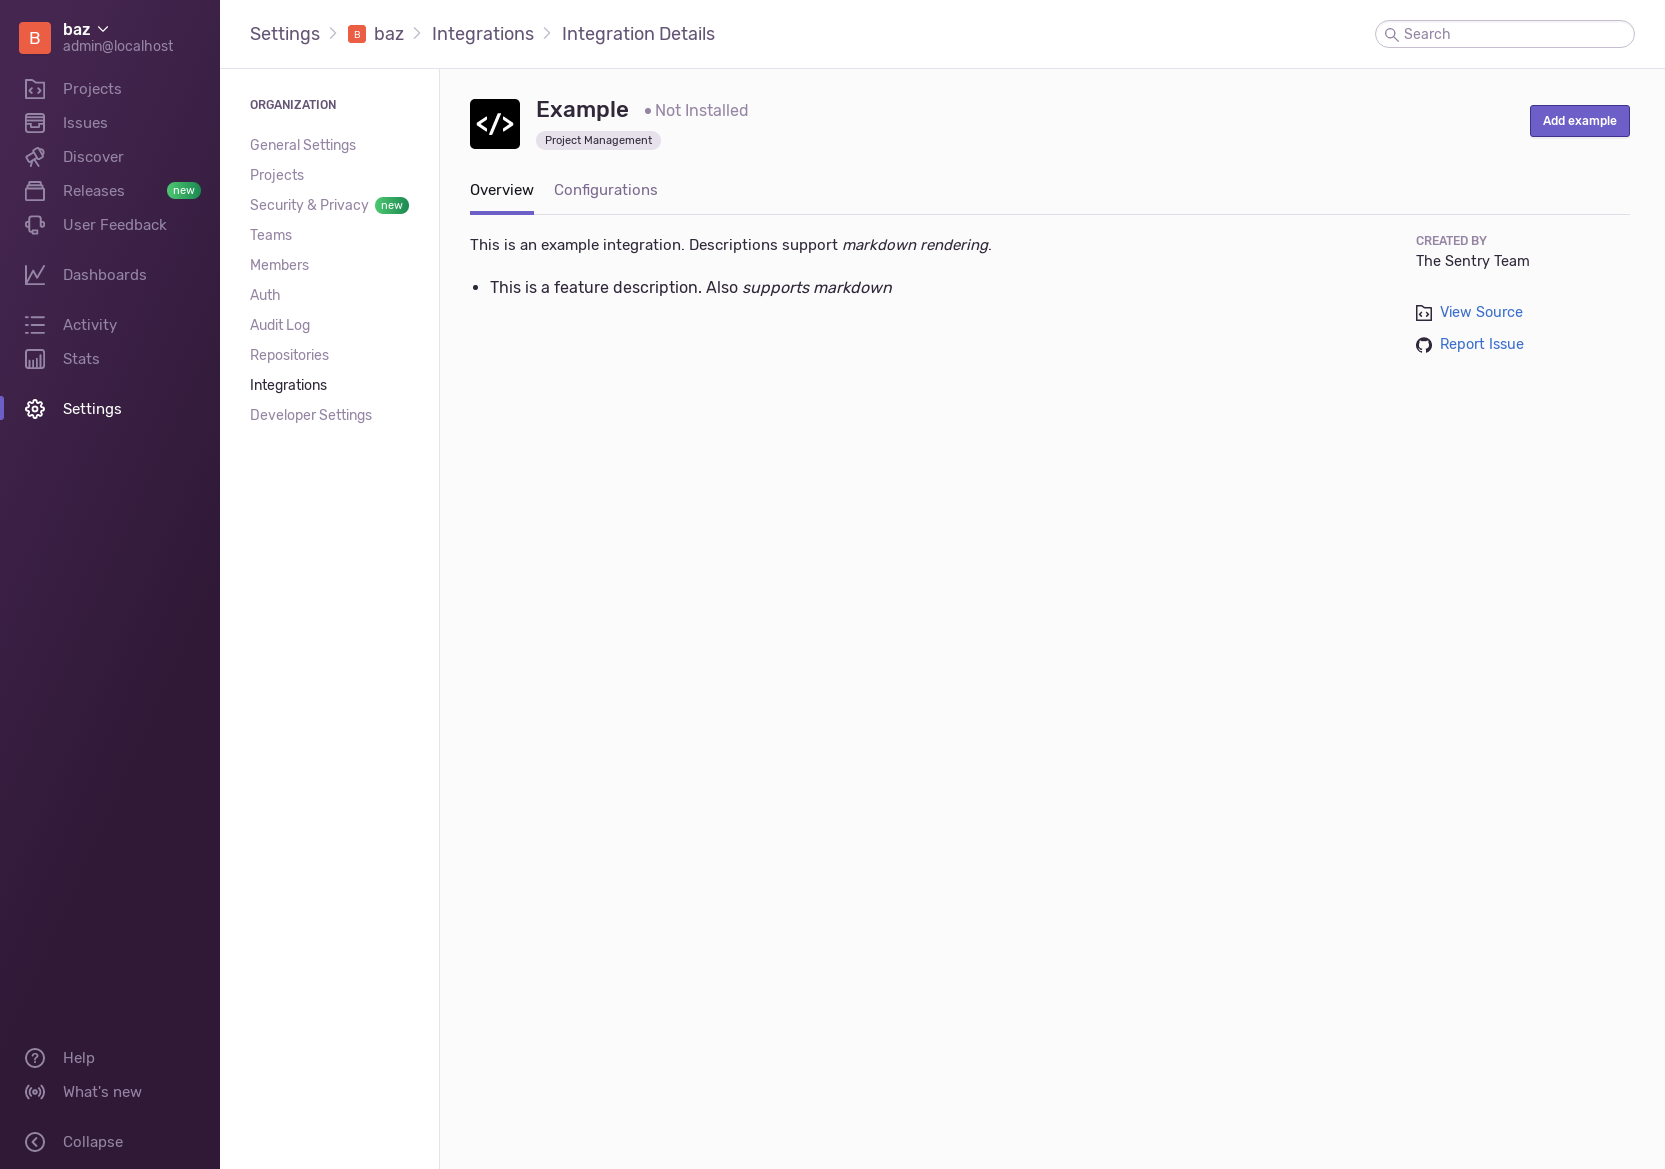 B
baz
admin@localhost
Projects
Issues
Discover
Releases new
User Feedback
Dashboards
Activity
Stats
Settings
Help
What's new
Collapse
Settings > B baz > Integrations > Integration Details
Search
ORGANIZATION
General Settings
Projects
Security & Privacy new
Teams
Members
Auth
Audit Log
Repositories
Integrations
Developer Settings
</>
Example Not Installed
Project Management
Add example
Overview Configurations
This is an example integration. Descriptions support markdown rendering.
• This is a feature description. Also supports markdown
CREATED BY
The Sentry Team
View Source
Report Issue